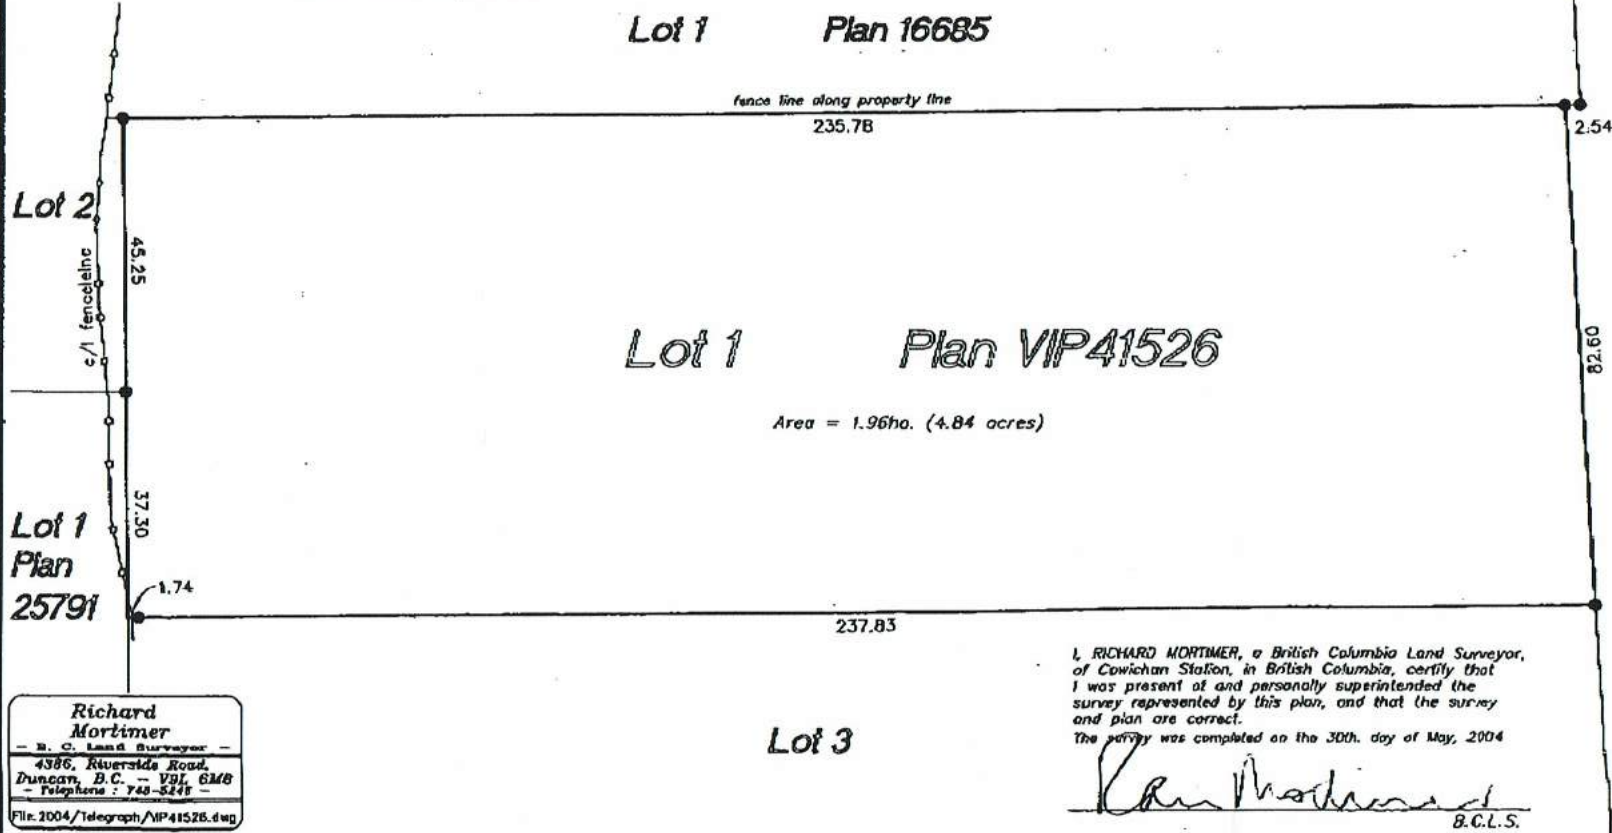 Lot 1 Plan 16685
fence line along property line
235.78
2.54
Lot 2
45.25
c/l fenceleine
Lot 1 Plan VIP41526
82.60
Area = 1.96ha. (4.84 acres)
37.30
Lot 1
Plan
25791
1.74
237.83
I, RICHARD MORTIMER, a British Columbia Land Surveyor,
of Cowichan Station, in British Columbia, certify that
I was present at and personally superintended the
survey represented by this plan, and that the survey
and plan are correct.
The survey was completed on the 30th. day of May, 2004
Lot 3
Richard
Mortimer
- B. C. Land Surveyor -
4386, Riverside Road,
Duncan, B.C. - V9L 6M8
- Telephone : 748-
File: 2004/Telegraph/VIP41526.dwg
B.C.L.S.